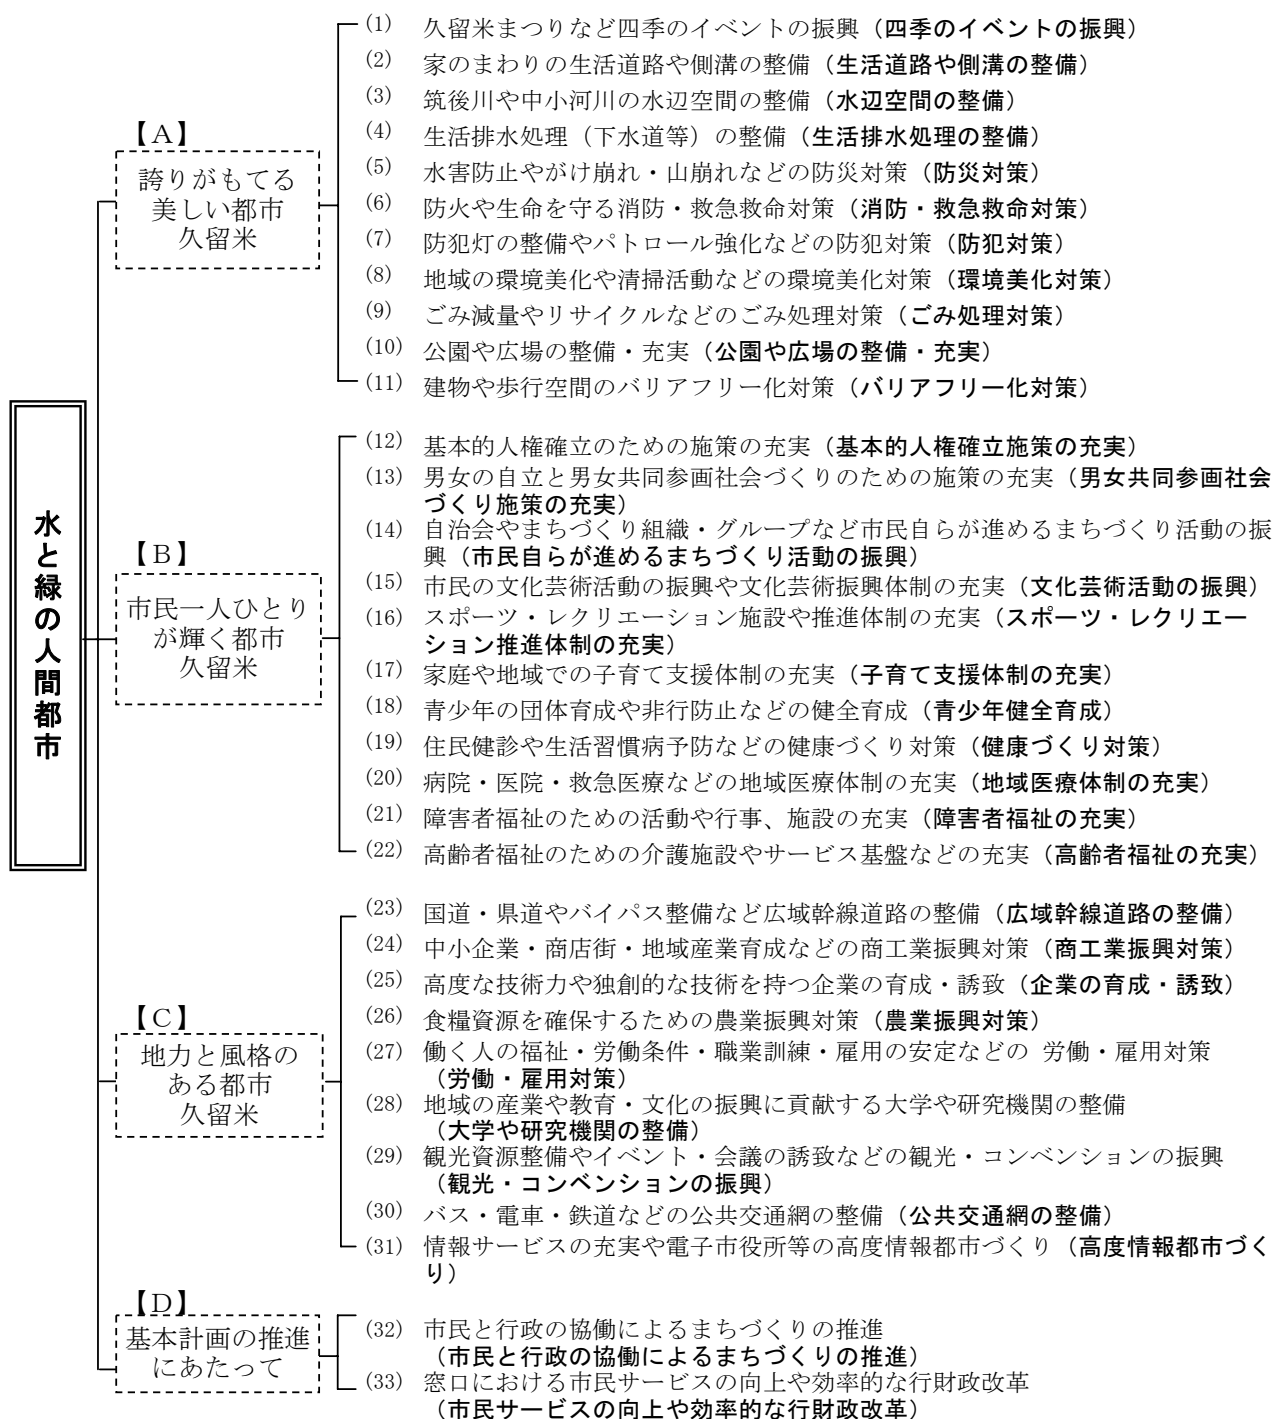 水と緑の人間都市
【A】
誇りがもてる
美しい都市
久留米
(1) 久留米まつりなど四季のイベントの振興（四季のイベントの振興）
(2) 家のまわりの生活道路や側溝の整備（生活道路や側溝の整備）
(3) 筑後川や中小河川の水辺空間の整備（水辺空間の整備）
(4) 生活排水処理（下水道等）の整備（生活排水処理の整備）
(5) 水害防止やがけ崩れ・山崩れなどの防災対策（防災対策）
(6) 防火や生命を守る消防・救急救命対策（消防・救急救命対策）
(7) 防犯灯の整備やパトロール強化などの防犯対策（防犯対策）
(8) 地域の環境美化や清掃活動などの環境美化対策（環境美化対策）
(9) ごみ減量やリサイクルなどのごみ処理対策（ごみ処理対策）
(10) 公園や広場の整備・充実（公園や広場の整備・充実）
(11) 建物や歩行空間のバリアフリー化対策（バリアフリー化対策）
【B】
市民一人ひとり
が輝く都市
久留米
(12) 基本的人権確立のための施策の充実（基本的人権確立施策の充実）
(13) 男女の自立と男女共同参画社会づくりのための施策の充実（男女共同参画社会
づくり施策の充実）
(14) 自治会やまちづくり組織・グループなど市民自らが進めるまちづくり活動の振
興（市民自らが進めるまちづくり活動の振興）
(15) 市民の文化芸術活動の振興や文化芸術振興体制の充実（文化芸術活動の振興）
(16) スポーツ・レクリエーション施設や推進体制の充実（スポーツ・レクリエー
ション推進体制の充実）
(17) 家庭や地域での子育て支援体制の充実（子育て支援体制の充実）
(18) 青少年の団体育成や非行防止などの健全育成（青少年健全育成）
(19) 住民健診や生活習慣病予防などの健康づくり対策（健康づくり対策）
(20) 病院・医院・救急医療などの地域医療体制の充実（地域医療体制の充実）
(21) 障害者福祉のための活動や行事、施設の充実（障害者福祉の充実）
(22) 高齢者福祉のための介護施設やサービス基盤などの充実（高齢者福祉の充実）
【C】
地力と風格の
ある都市
久留米
(23) 国道・県道やバイパス整備など広域幹線道路の整備（広域幹線道路の整備）
(24) 中小企業・商店街・地域産業育成などの商工業振興対策（商工業振興対策）
(25) 高度な技術力や独創的な技術を持つ企業の育成・誘致（企業の育成・誘致）
(26) 食糧資源を確保するための農業振興対策（農業振興対策）
(27) 働く人の福祉・労働条件・職業訓練・雇用の安定などの 労働・雇用対策
（労働・雇用対策）
(28) 地域の産業や教育・文化の振興に貢献する大学や研究機関の整備
（大学や研究機関の整備）
(29) 観光資源整備やイベント・会議の誘致などの観光・コンベンションの振興
（観光・コンベンションの振興）
(30) バス・電車・鉄道などの公共交通網の整備（公共交通網の整備）
(31) 情報サービスの充実や電子市役所等の高度情報都市づくり（高度情報都市づく
り）
【D】
基本計画の推進
にあたって
(32) 市民と行政の協働によるまちづくりの推進
（市民と行政の協働によるまちづくりの推進）
(33) 窓口における市民サービスの向上や効率的な行財政改革
（市民サービスの向上や効率的な行財政改革）